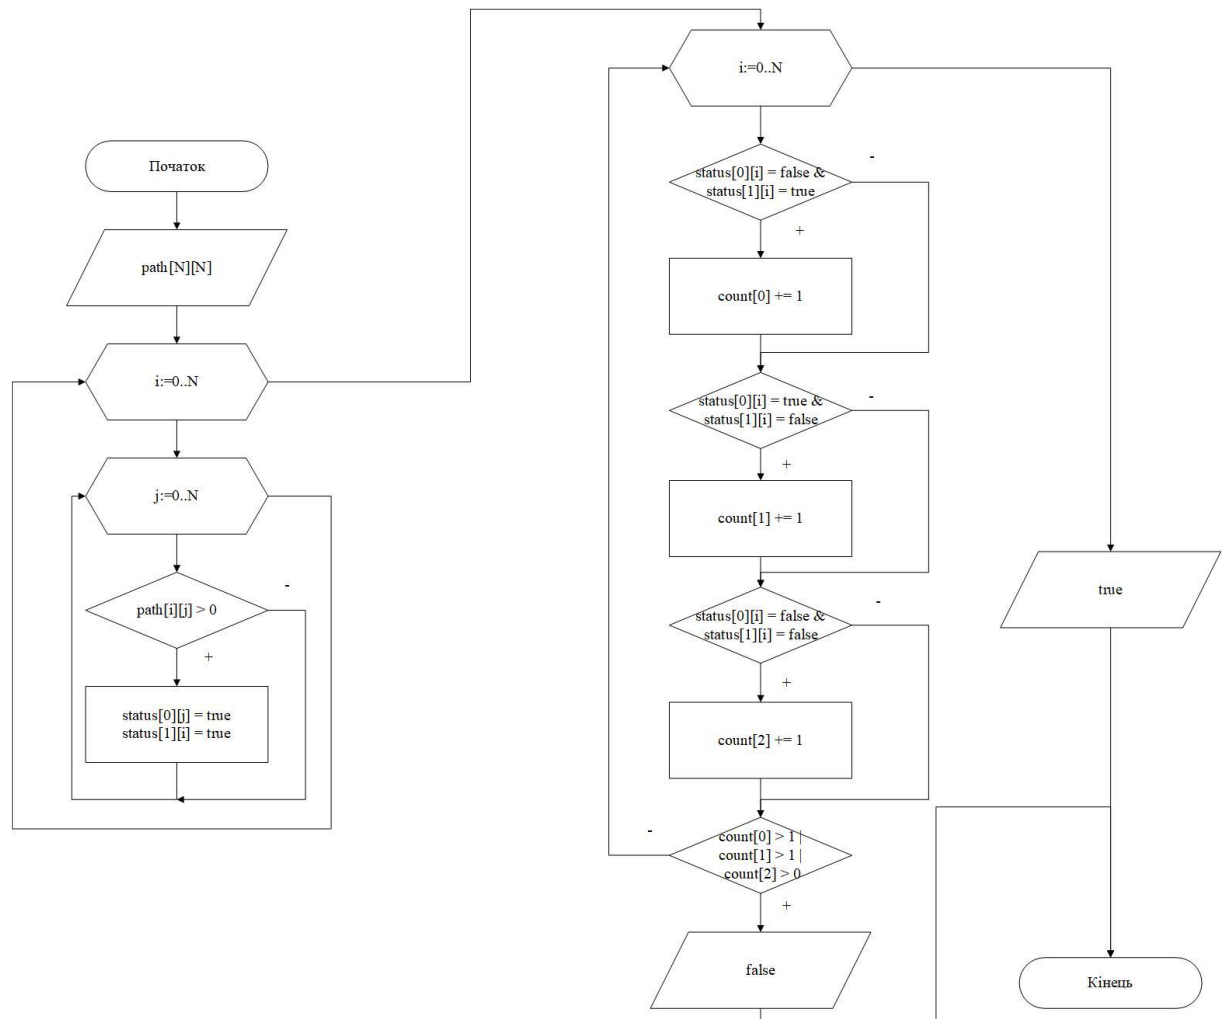 Початок
path[N][N]
i:=0..N
j:=0..N
-
path[i][j] > 0
+
status[0][j] = true
status[1][i] = true
i:=0..N
-
status[0][i] = false &
status[1][i] = true
+
count[0] += 1
-
status[0][i] = true &
status[1][i] = false
+
count[1] += 1
-
status[0][i] = false &
status[1][i] = false
+
count[2] += 1
-
count[0] > 1 |
count[1] > 1 |
count[2] > 0
+
false
true
Кінець